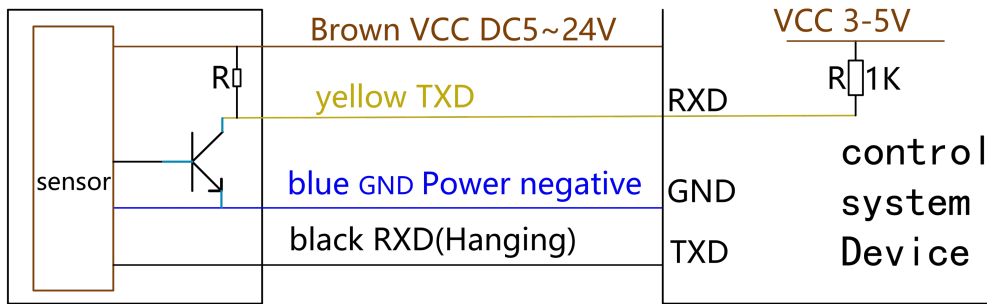 Brown VCC DC5~24V
VCC 3-5V
R
R 1K
yellow TXD
RXD
control
sensor
blue GND Power negative
GND
system
black RXD(Hanging)
TXD
Device